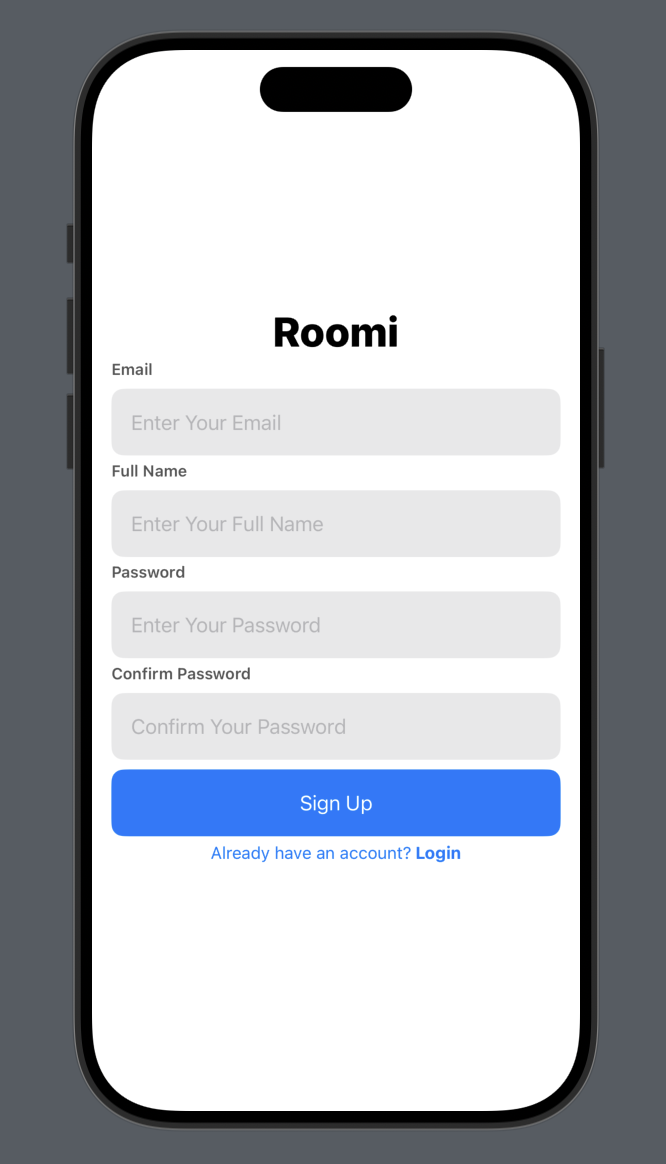 Roomi
Email
Enter Your Email
Full Name
Enter Your Full Name
Password
Enter Your Password
Confirm Password
Confirm Your Password
Sign Up
Already have an account? Login